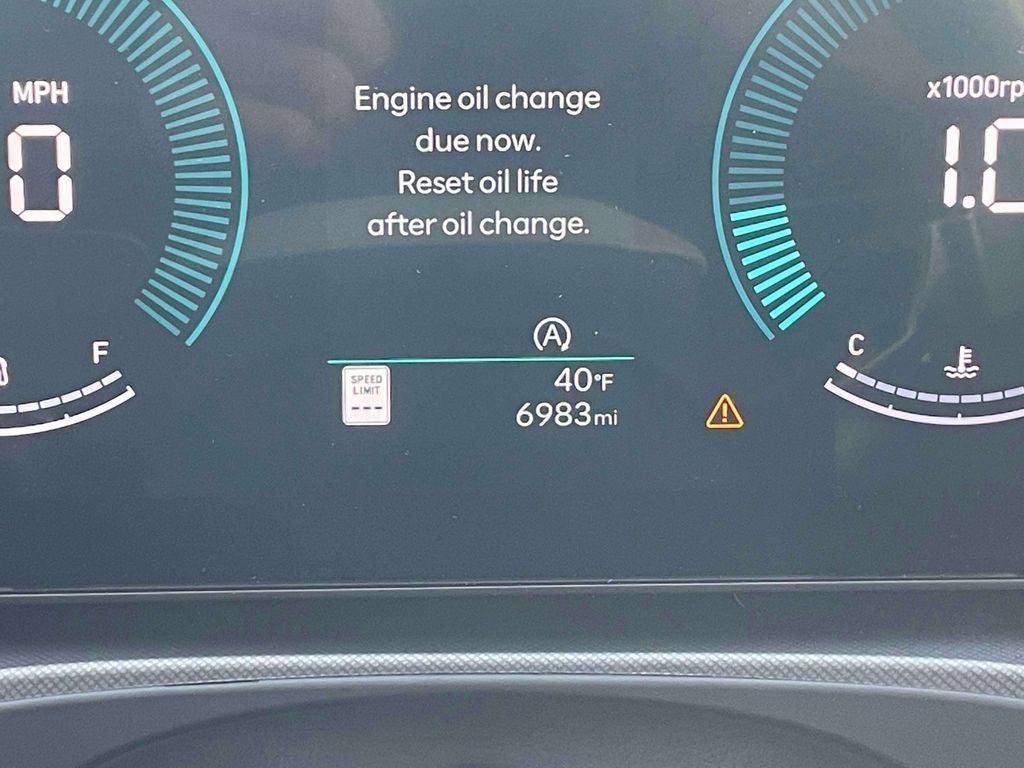 MPH
0
Engine oil change
due now.
Reset oil life
after oil change.
x1000rp
1.0
F
A
C
SPEED
LIMIT
---
40°F
6983mi